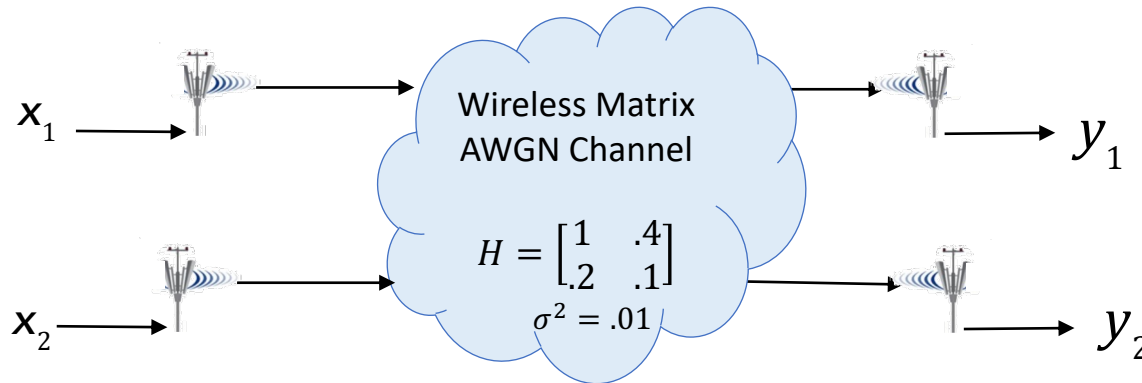 x₁
Wireless Matrix
AWGN Channel
y₁
H = [1 .4
.2 .1]
σ² = .01
x₂
y₂